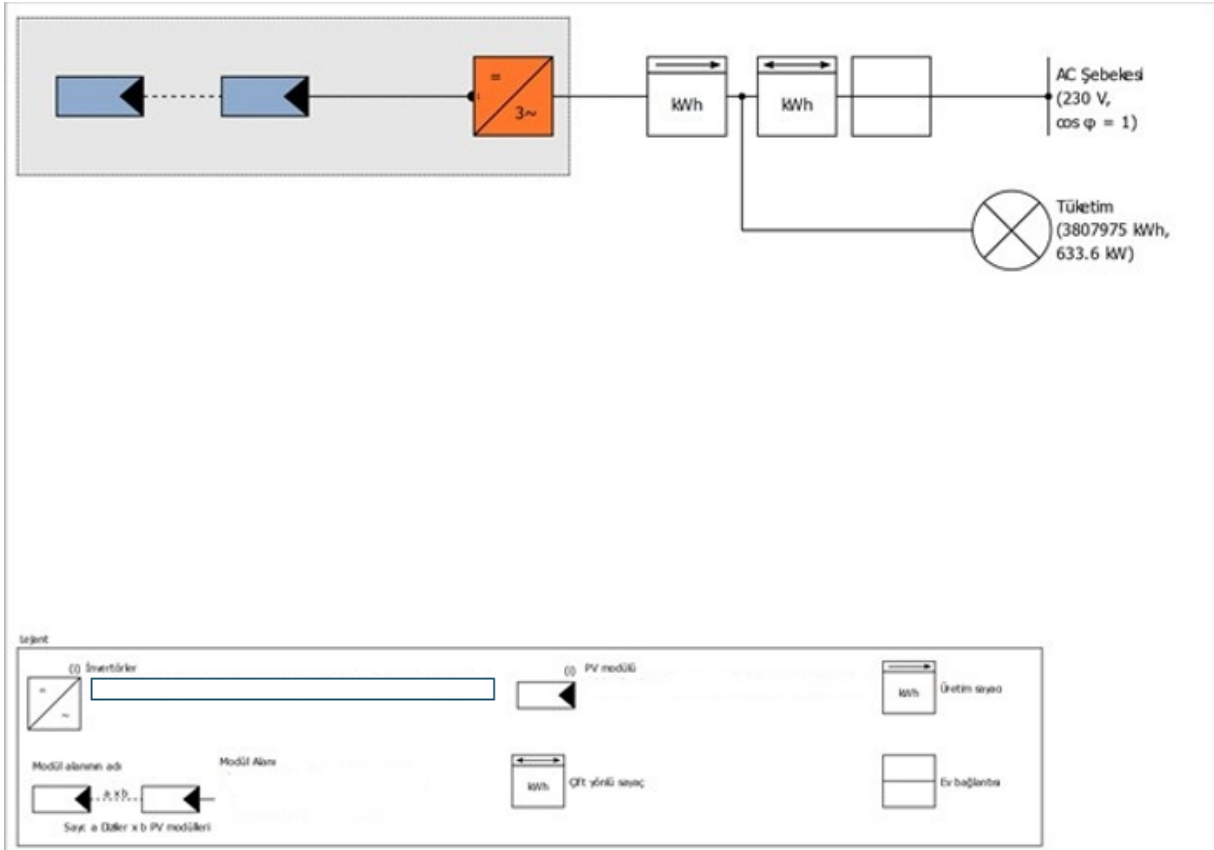 =
3~
kWh
kWh
AC Şebekesi
(230 V,
cos φ = 1)
Tüketim
(3807975 kWh,
633.6 kW)
Lejant
(i) İnvertörler
=
~
(i) PV modülü
kWh
Üretim sayacı
Modül alanının adı
Modül Alanı
a x b
Sayı: a Diziler x b PV modülleri
kWh
Çift yönlü sayaç
Ev bağlantısı